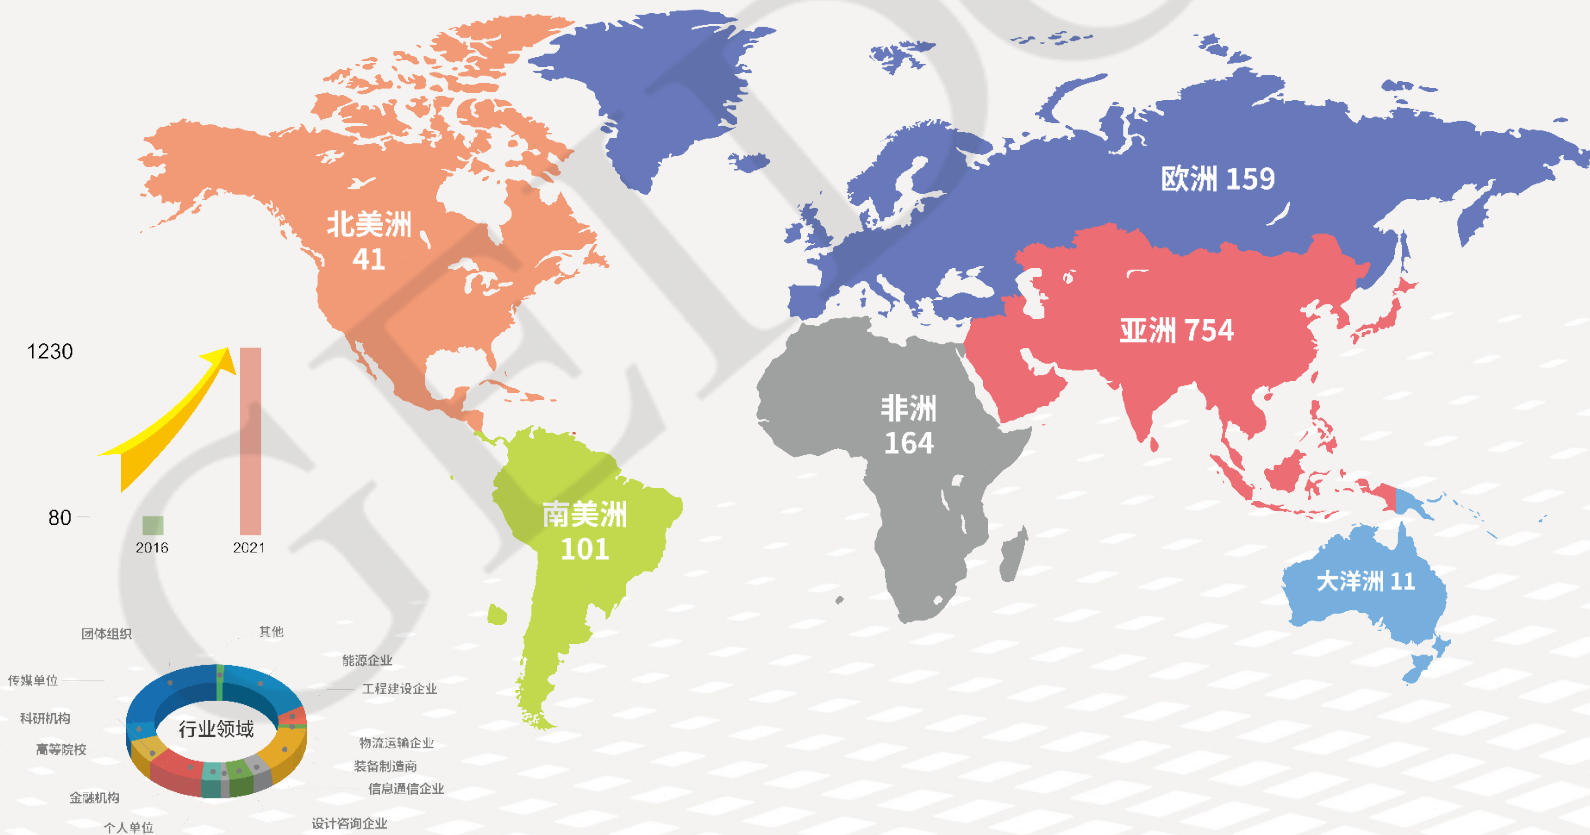 GEIDCO
欧洲 159
北美洲
41
亚洲 754
1230
非洲
164
南美洲
101
80
2016
2021
大洋洲 11
团体组织
其他
能源企业
传媒单位
工程建设企业
科研机构
行业领域
高等院校
物流运输企业
装备制造商
信息通信企业
金融机构
个人单位
设计咨询企业